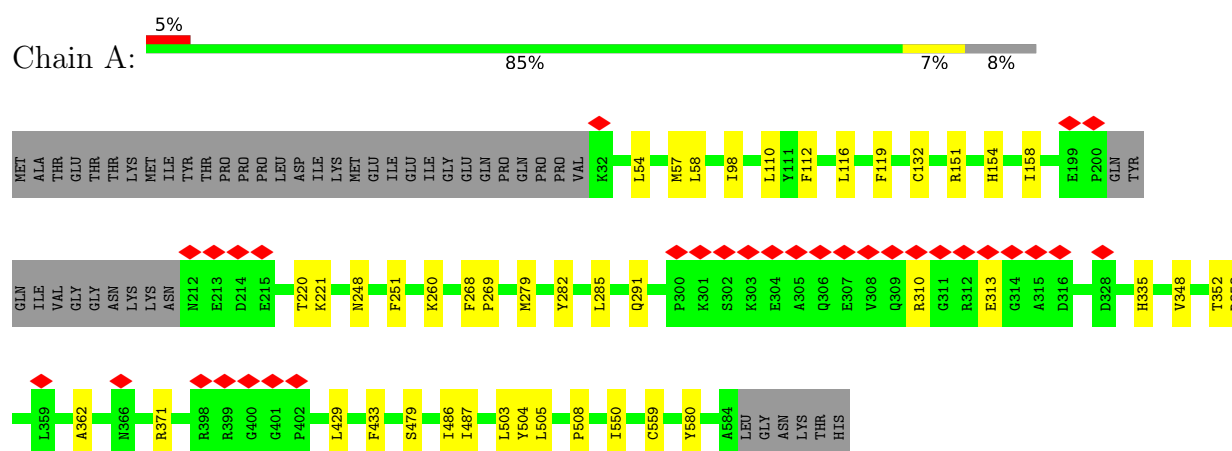 5%
Chain A:
85% 7% 8%
MET ALA THR GLU THR THR LYS MET ILE TYR THR PRO PRO PRO LEU ASP ILE LYS MET GLU ILE GLU ILE GLY GLU GLN PRO GLN PRO PRO VAL K32 L54 M57 L58 I98 L110 Y111 F112 L116 F119 C132 R151 H154 I158 E199 P200 GLN TYR
GLN ILE VAL GLY GLY ASN LYS LYS ASN N212 E213 D214 E215 T220 K221 N248 F251 K260 F268 P269 M279 Y282 L285 Q291 P300 K301 S302 K303 E304 A305 Q306 E307 V308 Q309 R310 G311 R312 E313 G314 A315 D316 D328 H335 V348 T352
L359 A362 N366 R371 R398 R399 G400 G401 P402 L429 F433 S479 I486 I487 L503 Y504 L505 P508 I550 C559 Y580 A584 LEU GLY ASN LYS THR HIS